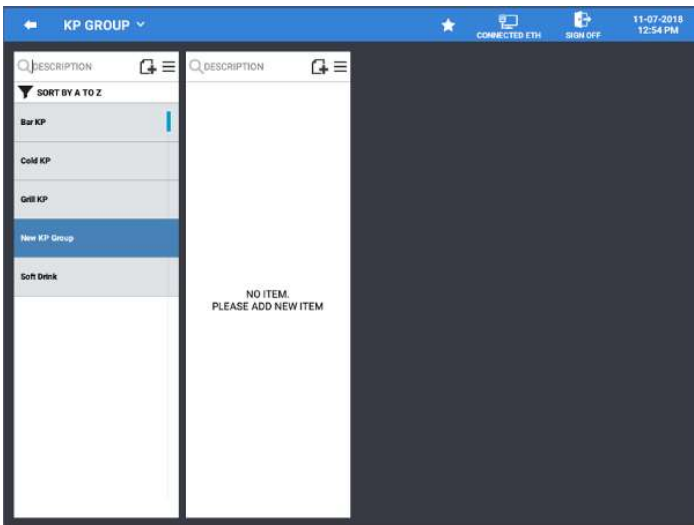 KP GROUP
CONNECTED ETH
SIGN OFF
11-07-2018
12:54 PM
DESCRIPTION
SORT BY A TO Z
Bar KP
Cold KP
Grill KP
New KP Group
Soft Drink
DESCRIPTION
NO ITEM.
PLEASE ADD NEW ITEM